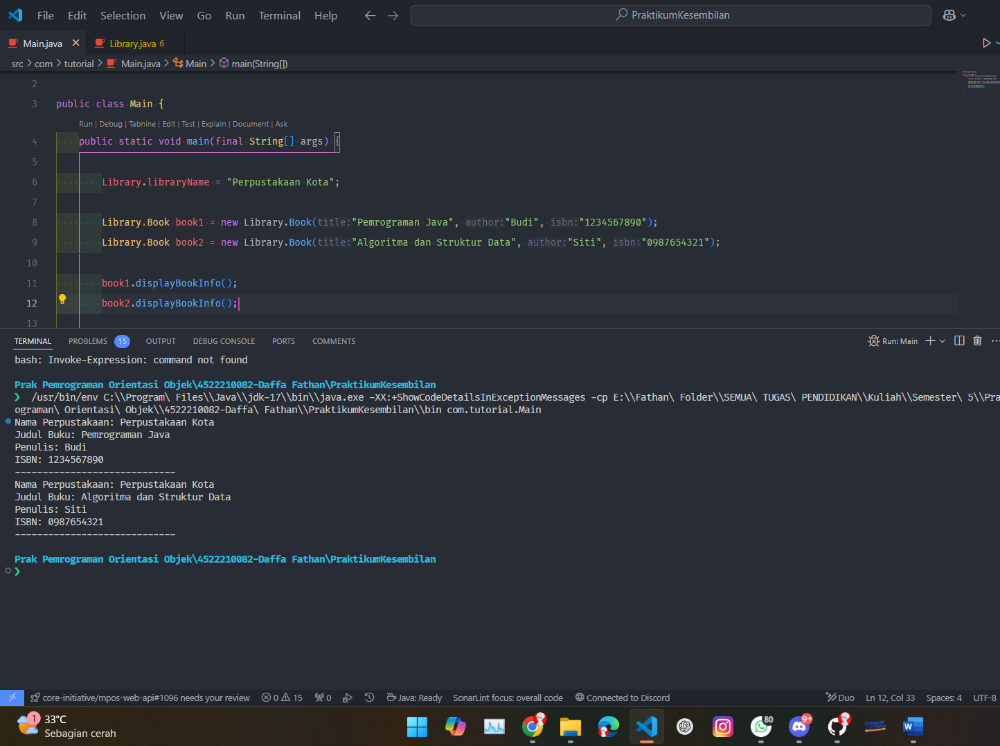 File Edit Selection View Go Run Terminal Help PraktikumKesembilan
Main.java Library.java 6
src > com > tutorial > Main.java > Main > main(String[])
2
3 public class Main {
Run | Debug | Tabnine | Edit | Test | Explain | Document | Ask
4 public static void main(final String[] args) {
5
6 Library.libraryName = "Perpustakaan Kota";
7
8 Library.Book book1 = new Library.Book(title:"Pemrograman Java", author:"Budi", isbn:"1234567890");
9 Library.Book book2 = new Library.Book(title:"Algoritma dan Struktur Data", author:"Siti", isbn:"0987654321");
10
11 book1.displayBookInfo();
12 book2.displayBookInfo();
13
TERMINAL PROBLEMS 15 OUTPUT DEBUG CONSOLE PORTS COMMENTS Run: Main
bash: Invoke-Expression: command not found
Prak Pemrograman Orientasi Objek\4522210082-Daffa Fathan\PraktikumKesembilan
❯ /usr/bin/env C:\\Program\ Files\\Java\\jdk-17\\bin\\java.exe -XX:+ShowCodeDetailsInExceptionMessages -cp E:\\Fathan\ Folder\\SEMUA\ TUGAS\ PENDIDIKAN\\Kuliah\\Semester\ 5\\Pra
ograman\ Orientasi\ Objek\\4522210082-Daffa\ Fathan\\PraktikumKesembilan\\bin com.tutorial.Main
Nama Perpustakaan: Perpustakaan Kota
Judul Buku: Pemrograman Java
Penulis: Budi
ISBN: 1234567890
-----------------------------
Nama Perpustakaan: Perpustakaan Kota
Judul Buku: Algoritma dan Struktur Data
Penulis: Siti
ISBN: 0987654321
-----------------------------
Prak Pemrograman Orientasi Objek\4522210082-Daffa Fathan\PraktikumKesembilan
❯
core-initiative/mpos-web-api#1096 needs your review 0 15 0 Java: Ready SonarLint focus: overall code Connected to Discord Duo Ln 12, Col 33 Spaces: 4 UTF-8
1 33°C
Sebagian cerah
80 9+